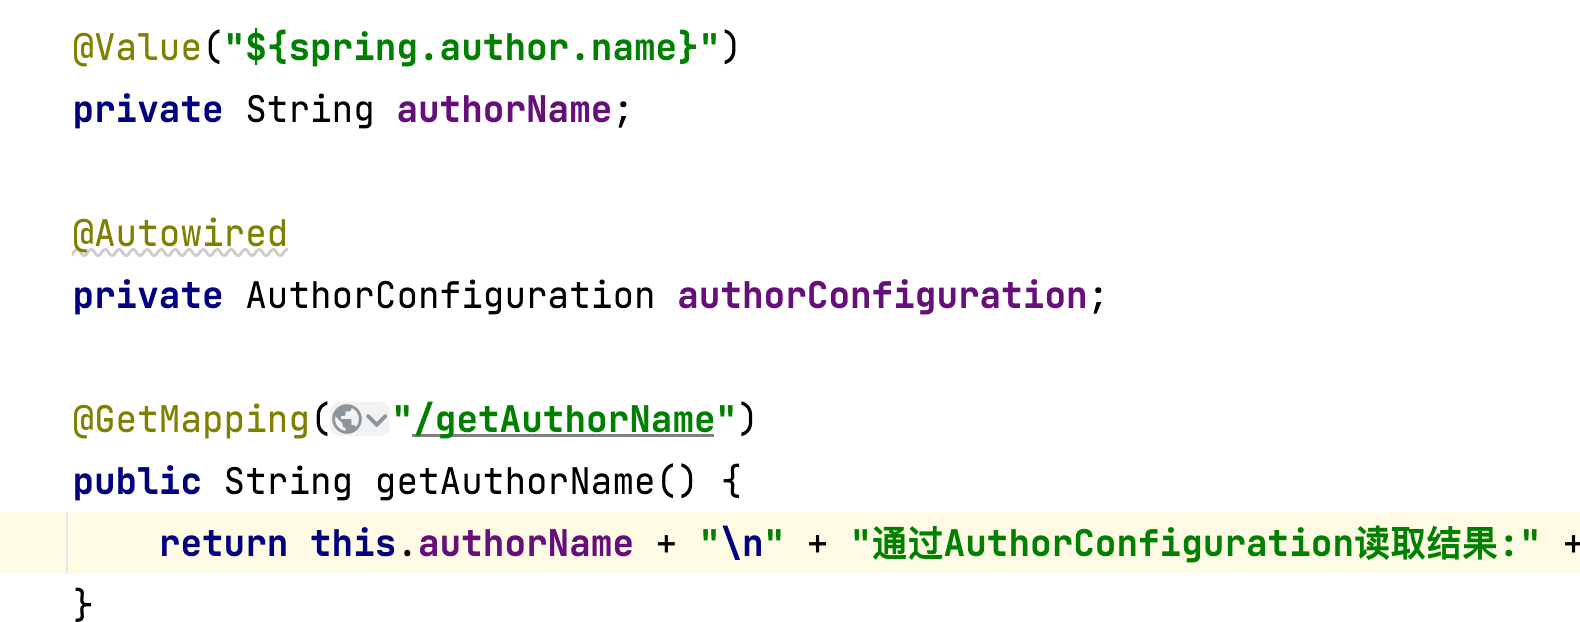 @Value("${spring.author.name}")
private String authorName;
@Autowired
private AuthorConfiguration authorConfiguration;
@GetMapping("/getAuthorName")
public String getAuthorName() {
return this.authorName + "\n" + "通过AuthorConfiguration读取结果:" +
}